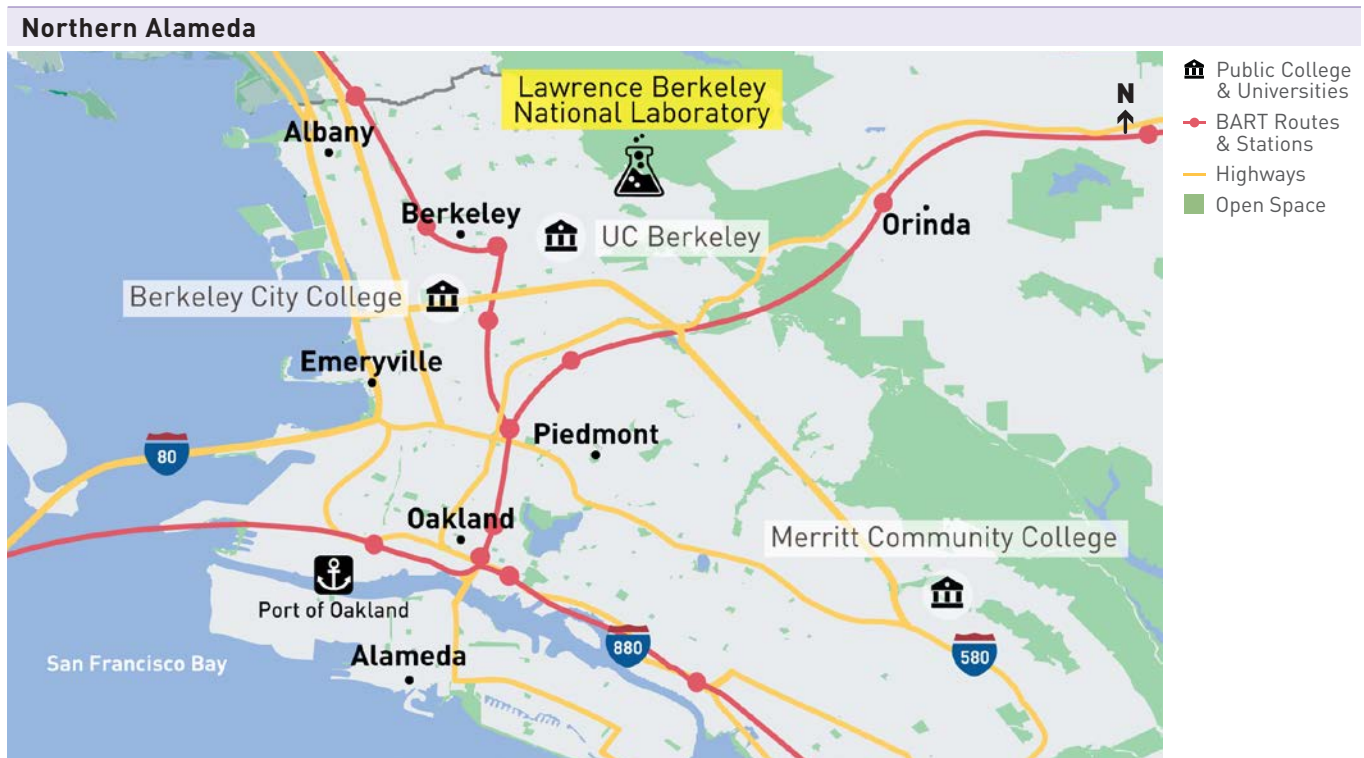 Northern Alameda
Lawrence Berkeley
National Laboratory
N
Albany
Berkeley
UC Berkeley
Orinda
Berkeley City College
Emeryville
80
Piedmont
Oakland
Merritt Community College
Port of Oakland
San Francisco Bay
Alameda
880
580
Public College
& Universities
BART Routes
& Stations
Highways
Open Space